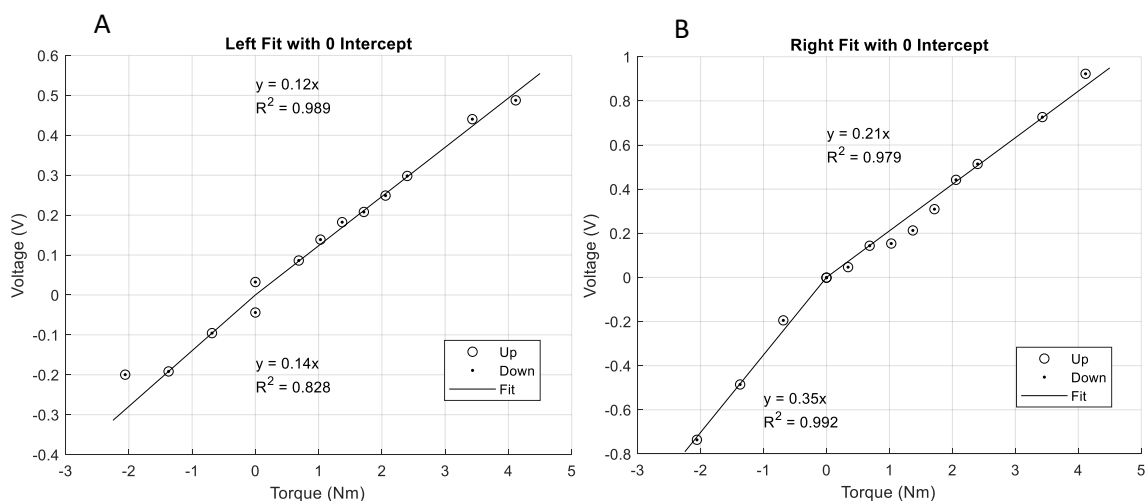 A
Left Fit with 0 Intercept
0.6
0.5
0.4
0.3
0.2
0.1
0
-0.1
-0.2
-0.3
-0.4
Voltage (V)
y = 0.12x
R² = 0.989
y = 0.14x
R² = 0.828
Up
Down
Fit
-3 -2 -1 0 1 2 3 4 5
Torque (Nm)
B
Right Fit with 0 Intercept
1
0.8
0.6
0.4
0.2
0
-0.2
-0.4
-0.6
-0.8
Voltage (V)
y = 0.21x
R² = 0.979
y = 0.35x
R² = 0.992
Up
Down
Fit
-3 -2 -1 0 1 2 3 4 5
Torque (Nm)